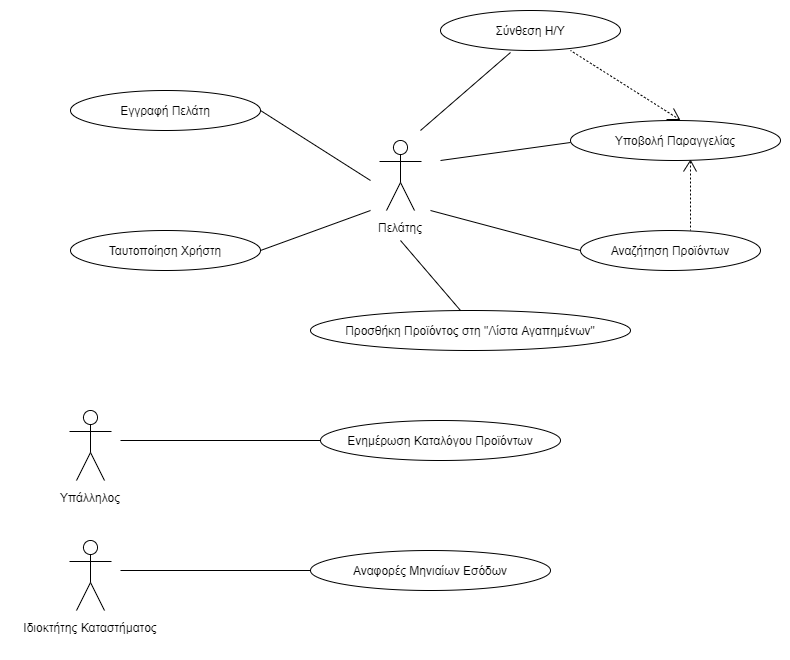 Σύνθεση Η/Υ
Εγγραφή Πελάτη
Υποβολή Παραγγελίας
Πελάτης
Ταυτοποίηση Χρήστη
Αναζήτηση Προϊόντων
Προσθήκη Προϊόντος στη "Λίστα Αγαπημένων"
Ενημέρωση Καταλόγου Προϊόντων
Υπάλληλος
Αναφορές Μηνιαίων Εσόδων
Ιδιοκτήτης Καταστήματος